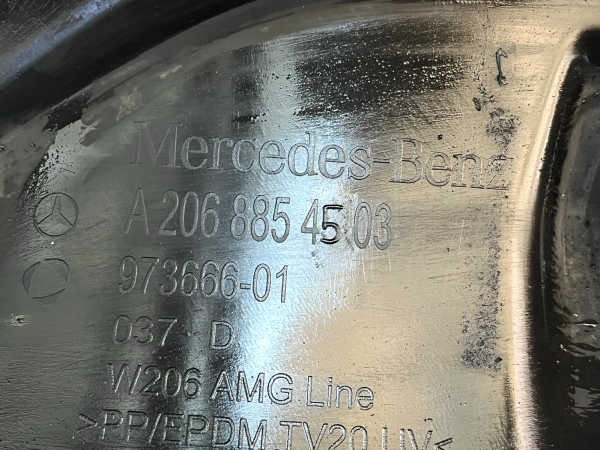 Mercedes-Benz
A 206 885 45 03
973666-01
037 D
W206 AMG Line
>PP/EPDM TV20 UV<